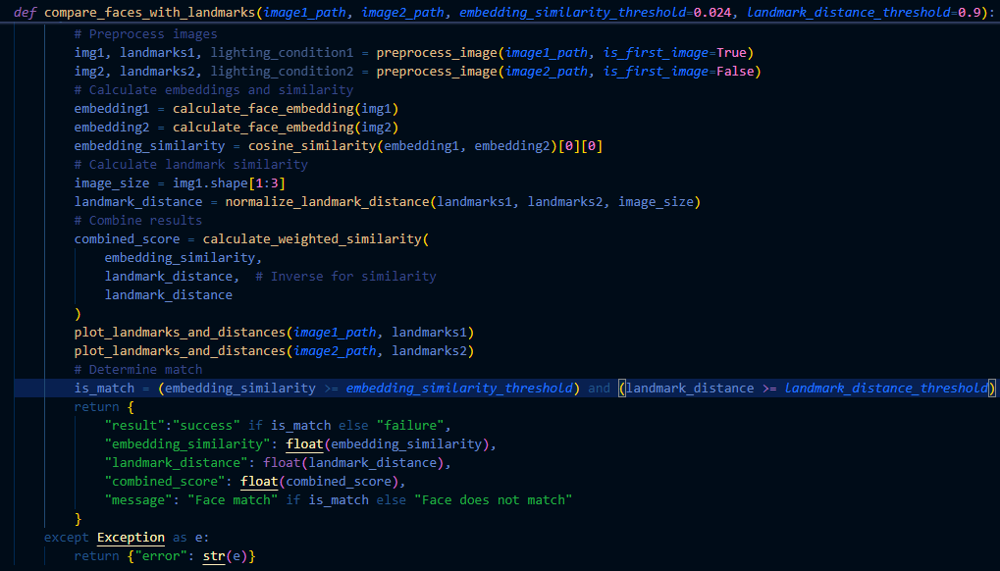 def compare_faces_with_landmarks(image1_path, image2_path, embedding_similarity_threshold=0.024, landmark_distance_threshold=0.9):
# Preprocess images
img1, landmarks1, lighting_condition1 = preprocess_image(image1_path, is_first_image=True)
img2, landmarks2, lighting_condition2 = preprocess_image(image2_path, is_first_image=False)
# Calculate embeddings and similarity
embedding1 = calculate_face_embedding(img1)
embedding2 = calculate_face_embedding(img2)
embedding_similarity = cosine_similarity(embedding1, embedding2)[0][0]
# Calculate landmark similarity
image_size = img1.shape[1:3]
landmark_distance = normalize_landmark_distance(landmarks1, landmarks2, image_size)
# Combine results
combined_score = calculate_weighted_similarity(
embedding_similarity,
landmark_distance,  # Inverse for similarity
landmark_distance
)
plot_landmarks_and_distances(image1_path, landmarks1)
plot_landmarks_and_distances(image2_path, landmarks2)
# Determine match
is_match = (embedding_similarity >= embedding_similarity_threshold) and (landmark_distance >= landmark_distance_threshold)
return {
"result":"success" if is_match else "failure",
"embedding_similarity": float(embedding_similarity),
"landmark_distance": float(landmark_distance),
"combined_score": float(combined_score),
"message": "Face match" if is_match else "Face does not match"
}
except Exception as e:
return {"error": str(e)}